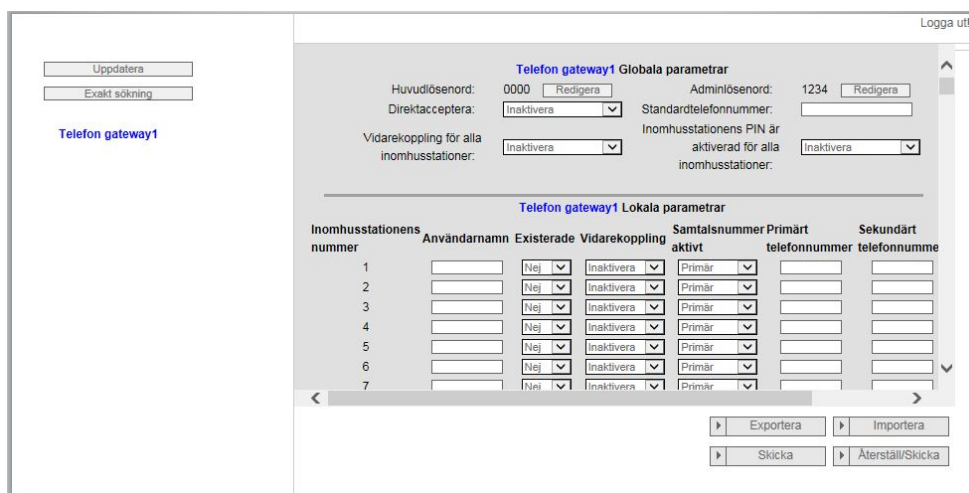 Logga ut!
Uppdatera
Exakt sökning
Telefon gateway1
Telefon gateway1 Globala parametrar
Huvudlösenord: 0000 Redigera Adminlösenord: 1234 Redigera
Direktacceptera: Inaktivera Standardtelefonnummer:
Vidarekoppling för alla inomhusstationer: Inaktivera
Inomhusstationens PIN är aktiverad för alla inomhusstationer: Inaktivera
Telefon gateway1 Lokala parametrar
Inomhusstationens nummer Användarnamn Existerade Vidarekoppling Samtalsnummer aktivt Primärt telefonnummer Sekundärt telefonnumme
1 Nej Inaktivera Primär
2 Nej Inaktivera Primär
3 Nej Inaktivera Primär
4 Nej Inaktivera Primär
5 Nej Inaktivera Primär
6 Nej Inaktivera Primär
7 Nej Inaktivera Primär
Exportera Importera
Skicka Återställ/Skicka